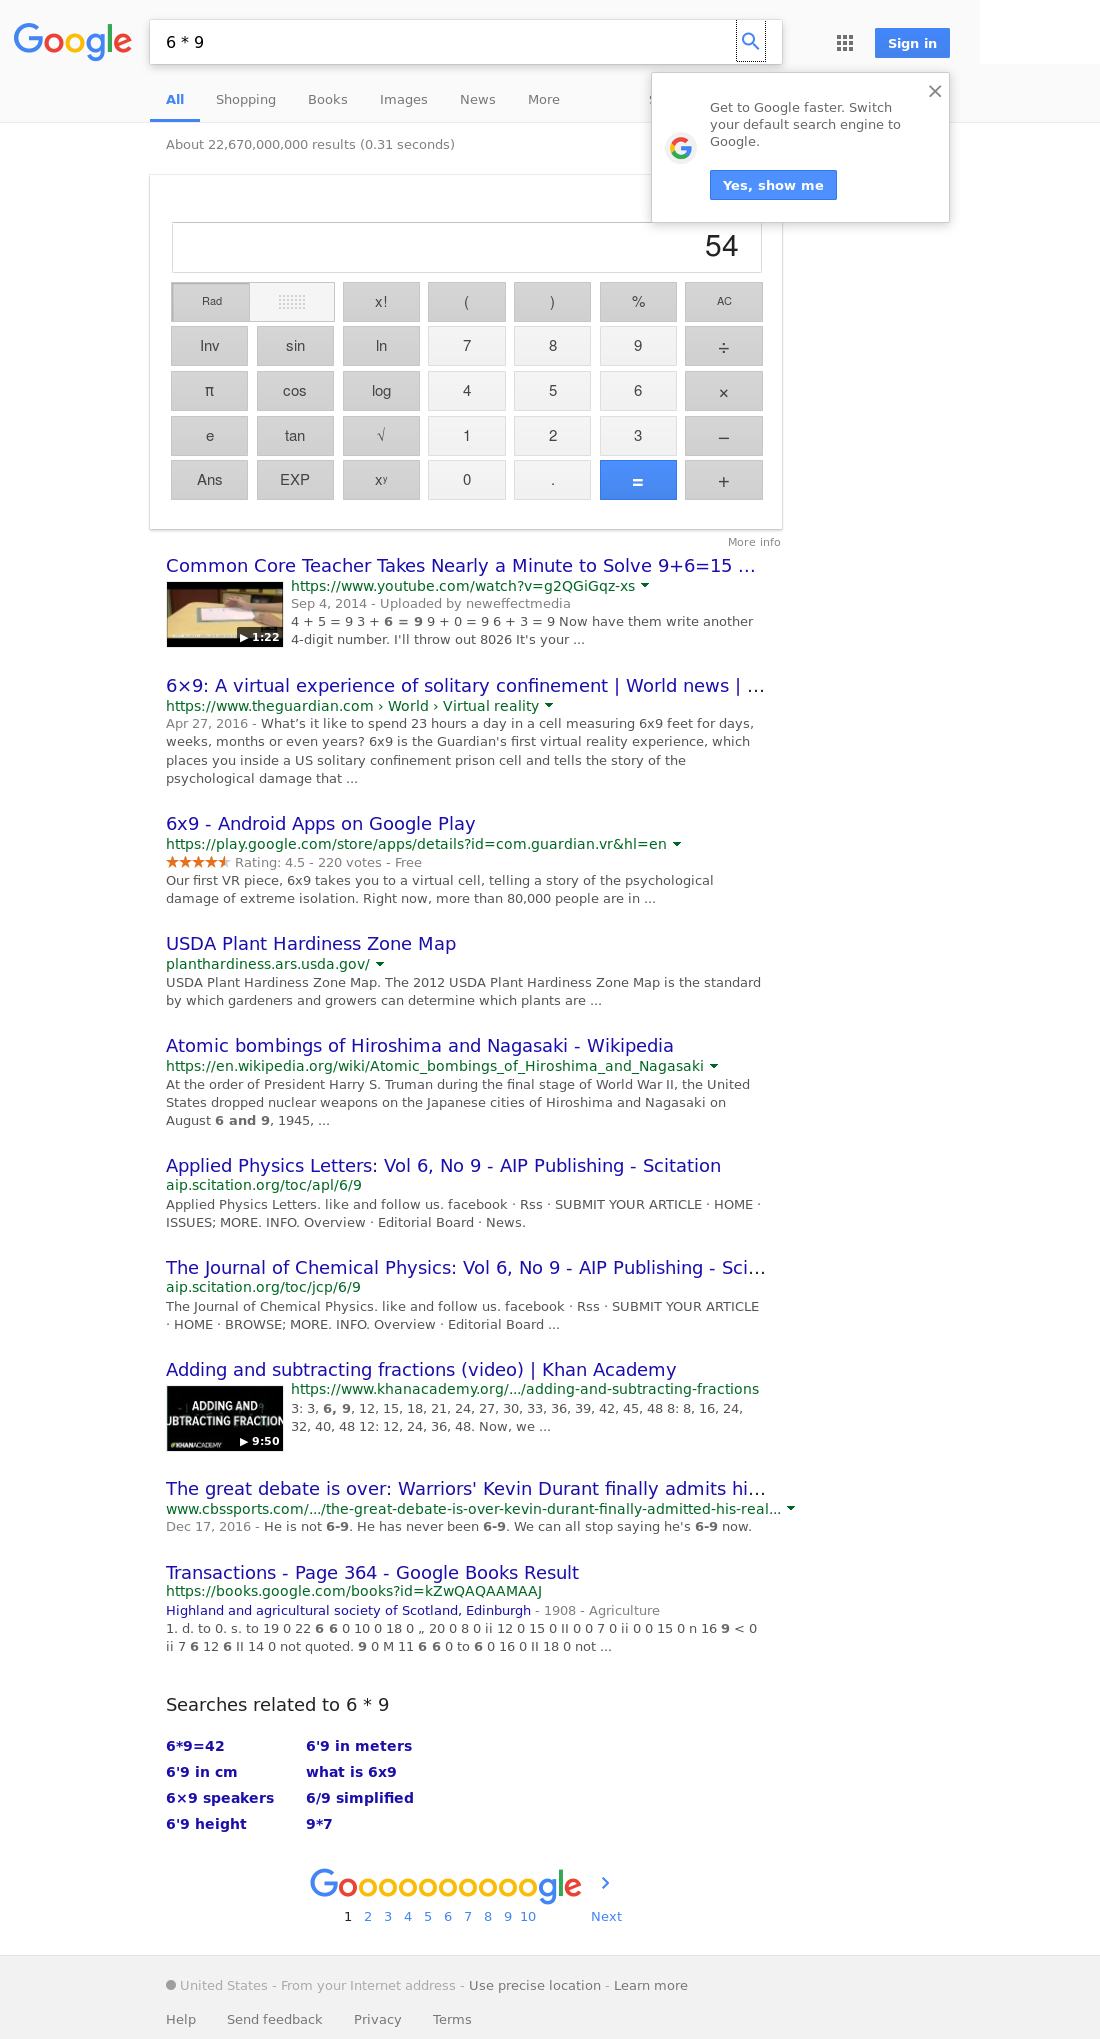 Google
6 * 9
Sign in
All Shopping Books Images News More
Get to Google faster. Switch
your default search engine to
Google.
Yes, show me
About 22,670,000,000 results (0.31 seconds)
54
Rad x! ( ) % AC
Inv sin ln 7 8 9 ÷
π cos log 4 5 6 ×
e tan √ 1 2 3 −
Ans EXP xy 0 . = +
More info
Common Core Teacher Takes Nearly a Minute to Solve 9+6=15 ...
https://www.youtube.com/watch?v=g2QGiGqz-xs
Sep 4, 2014 - Uploaded by neweffectmedia
4 + 5 = 9 3 + 6 = 9 9 + 0 = 9 6 + 3 = 9 Now have them write another
4-digit number. I'll throw out 8026 It's your ...
▶ 1:22
6×9: A virtual experience of solitary confinement | World news | ...
https://www.theguardian.com › World › Virtual reality
Apr 27, 2016 - What's it like to spend 23 hours a day in a cell measuring 6x9 feet for days,
weeks, months or even years? 6x9 is the Guardian's first virtual reality experience, which
places you inside a US solitary confinement prison cell and tells the story of the
psychological damage that ...
6x9 - Android Apps on Google Play
https://play.google.com/store/apps/details?id=com.guardian.vr&hl=en
Rating: 4.5 - 220 votes - Free
Our first VR piece, 6x9 takes you to a virtual cell, telling a story of the psychological
damage of extreme isolation. Right now, more than 80,000 people are in ...
USDA Plant Hardiness Zone Map
planthardiness.ars.usda.gov/
USDA Plant Hardiness Zone Map. The 2012 USDA Plant Hardiness Zone Map is the standard
by which gardeners and growers can determine which plants are ...
Atomic bombings of Hiroshima and Nagasaki - Wikipedia
https://en.wikipedia.org/wiki/Atomic_bombings_of_Hiroshima_and_Nagasaki
At the order of President Harry S. Truman during the final stage of World War II, the United
States dropped nuclear weapons on the Japanese cities of Hiroshima and Nagasaki on
August 6 and 9, 1945, ...
Applied Physics Letters: Vol 6, No 9 - AIP Publishing - Scitation
aip.scitation.org/toc/apl/6/9
Applied Physics Letters. like and follow us. facebook · Rss · SUBMIT YOUR ARTICLE · HOME ·
ISSUES; MORE. INFO. Overview · Editorial Board · News.
The Journal of Chemical Physics: Vol 6, No 9 - AIP Publishing - Sci...
aip.scitation.org/toc/jcp/6/9
The Journal of Chemical Physics. like and follow us. facebook · Rss · SUBMIT YOUR ARTICLE
· HOME · BROWSE; MORE. INFO. Overview · Editorial Board ...
Adding and subtracting fractions (video) | Khan Academy
https://www.khanacademy.org/.../adding-and-subtracting-fractions
3: 3, 6, 9, 12, 15, 18, 21, 24, 27, 30, 33, 36, 39, 42, 45, 48 8: 8, 16, 24,
32, 40, 48 12: 12, 24, 36, 48. Now, we ...
ADDING AND
UBTRACTING FRACTION
KHANACADEMY
▶ 9:50
The great debate is over: Warriors' Kevin Durant finally admits hi...
www.cbssports.com/.../the-great-debate-is-over-kevin-durant-finally-admitted-his-real...
Dec 17, 2016 - He is not 6-9. He has never been 6-9. We can all stop saying he's 6-9 now.
Transactions - Page 364 - Google Books Result
https://books.google.com/books?id=kZwQAQAAMAAJ
Highland and agricultural society of Scotland, Edinburgh - 1908 - Agriculture
1. d. to 0. s. to 19 0 22 6 6 0 10 0 18 0 „ 20 0 8 0 ii 12 0 15 0 II 0 0 7 0 ii 0 0 15 0 n 16 9 < 0
ii 7 6 12 6 II 14 0 not quoted. 9 0 M 11 6 6 0 to 6 0 16 0 II 18 0 not ...
Searches related to 6 * 9
6*9=42 6'9 in meters
6'9 in cm what is 6x9
6×9 speakers 6/9 simplified
6'9 height 9*7
Goooooooooogle
1 2 3 4 5 6 7 8 9 10 Next
United States - From your Internet address - Use precise location - Learn more
Help Send feedback Privacy Terms